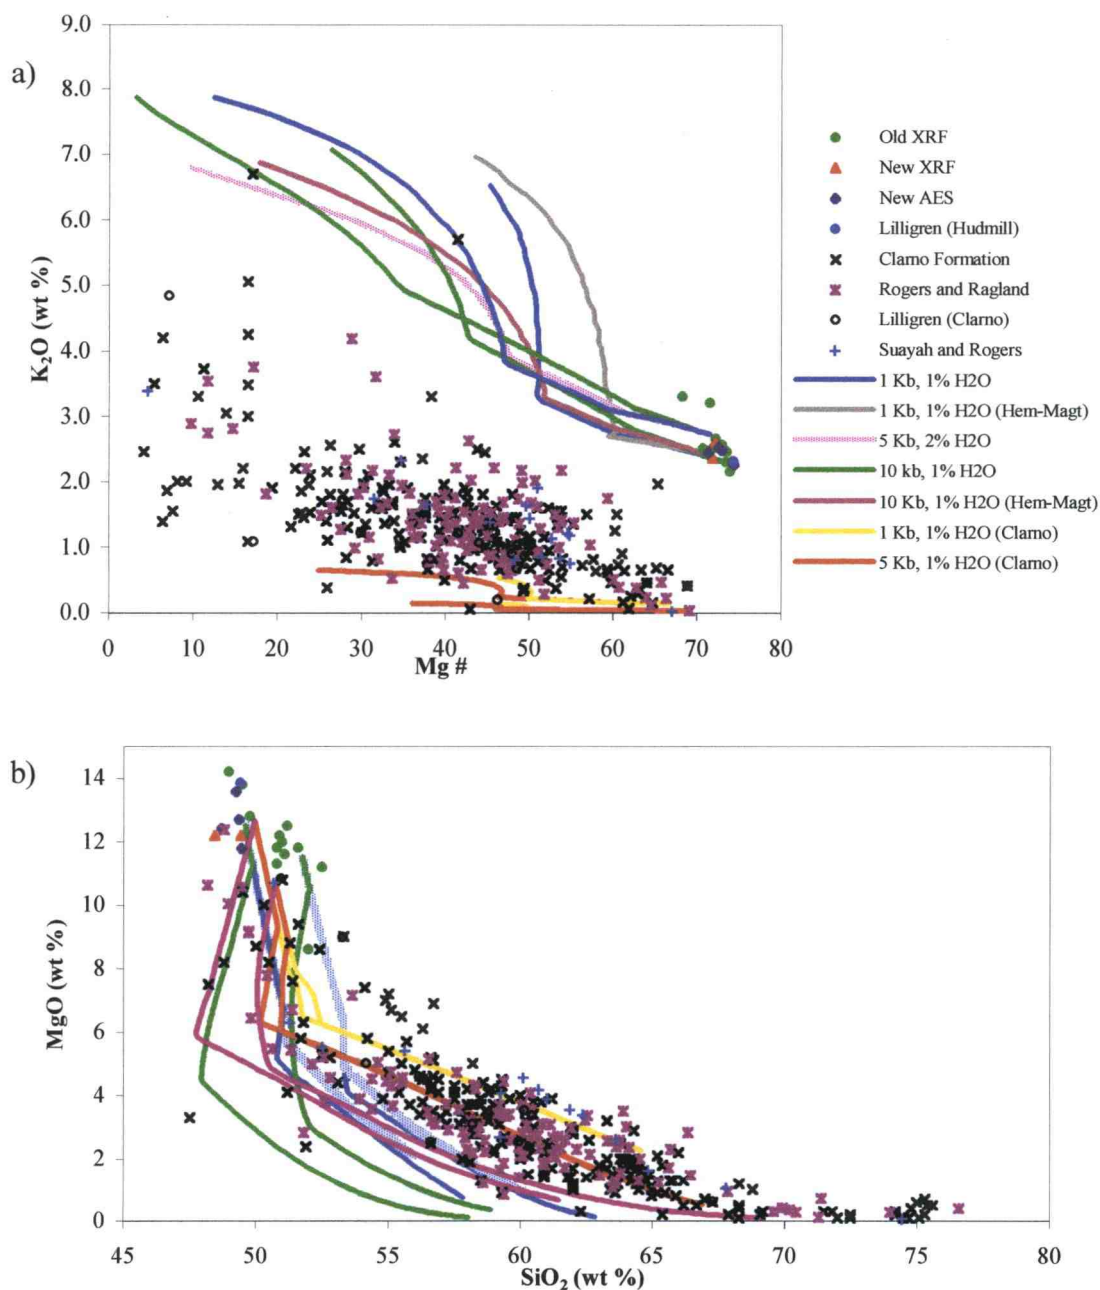 a)
9.0
8.0
7.0
6.0
5.0
4.0
3.0
2.0
1.0
0.0
K₂O (wt %)
0 10 20 30 40 50 60 70 80
Mg #
Old XRF
New XRF
New AES
Lilligren (Hudmill)
Clarno Formation
Rogers and Ragland
Lilligren (Clarno)
Suayah and Rogers
1 Kb, 1% H2O
1 Kb, 1% H2O (Hem-Magt)
5 Kb, 2% H2O
10 kb, 1% H2O
10 Kb, 1% H2O (Hem-Magt)
1 Kb, 1% H2O (Clarno)
5 Kb, 1% H2O (Clarno)
b)
14
12
10
8
6
4
2
0
MgO (wt %)
45 50 55 60 65 70 75 80
SiO₂ (wt %)